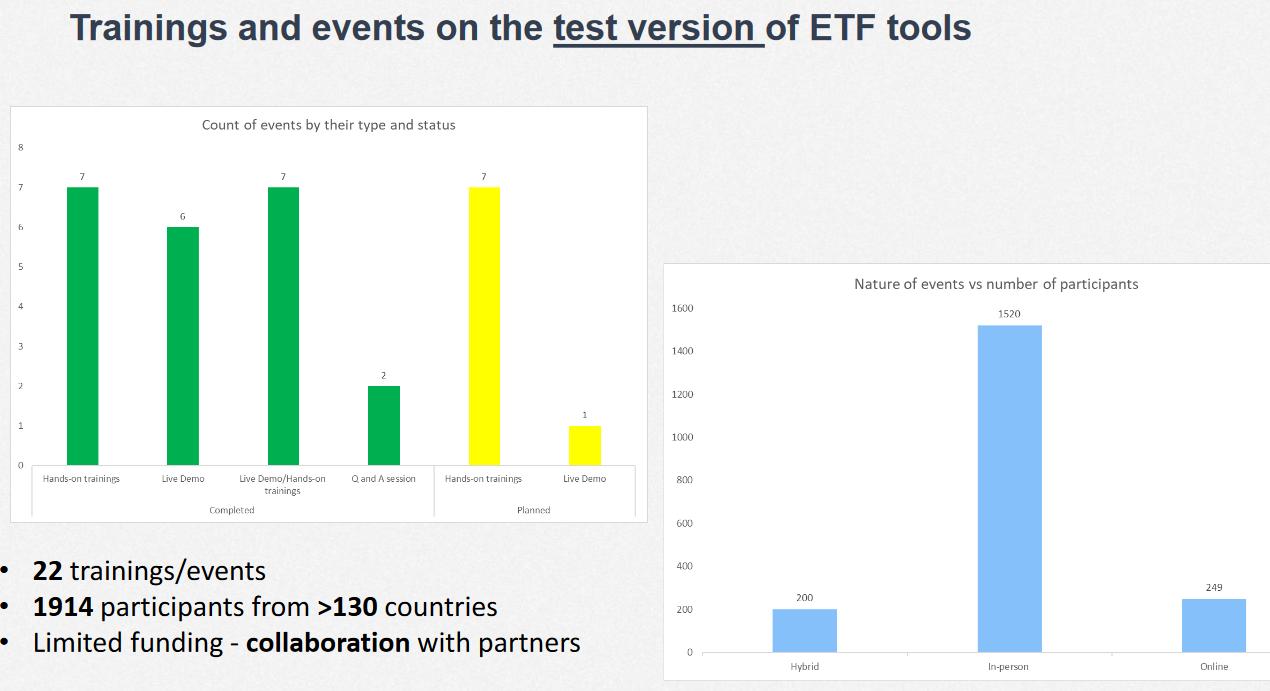 Trainings and events on the test version of ETF tools
Count of events by their type and status
8
7
6
5
4
3
2
1
0
7
6
7
2
7
1
Hands-on trainings
Live Demo
Live Demo/Hands-on
trainings
Q and A session
Hands-on trainings
Live Demo
Completed
Planned
• 22 trainings/events
• 1914 participants from >130 countries
• Limited funding - collaboration with partners
Nature of events vs number of participants
1600
1400
1200
1000
800
600
400
200
0
200
1520
249
Hybrid
In-person
Online